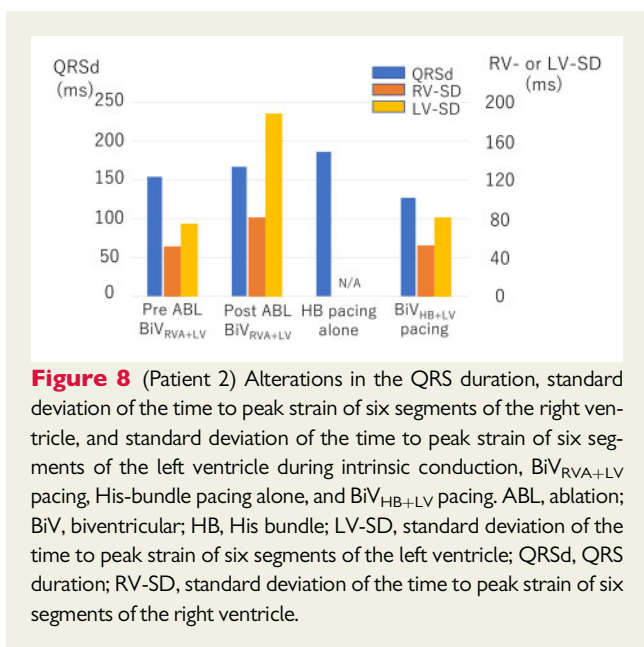 QRSd
(ms)
QRSd
RV-SD
LV-SD
RV- or LV-SD
(ms)
250
200
150
100
50
0
200
160
120
80
40
0
N/A
Pre ABL
BiV_RVA+LV
Post ABL
BiV_RVA+LV
HB pacing
alone
BiV_HB+LV
pacing
Figure 8 (Patient 2) Alterations in the QRS duration, standard
deviation of the time to peak strain of six segments of the right ven-
tricle, and standard deviation of the time to peak strain of six seg-
ments of the left ventricle during intrinsic conduction, BiV_RVA+LV
pacing, His-bundle pacing alone, and BiV_HB+LV pacing. ABL, ablation;
BiV, biventricular; HB, His bundle; LV-SD, standard deviation of the
time to peak strain of six segments of the left ventricle; QRSd, QRS
duration; RV-SD, standard deviation of the time to peak strain of six
segments of the right ventricle.